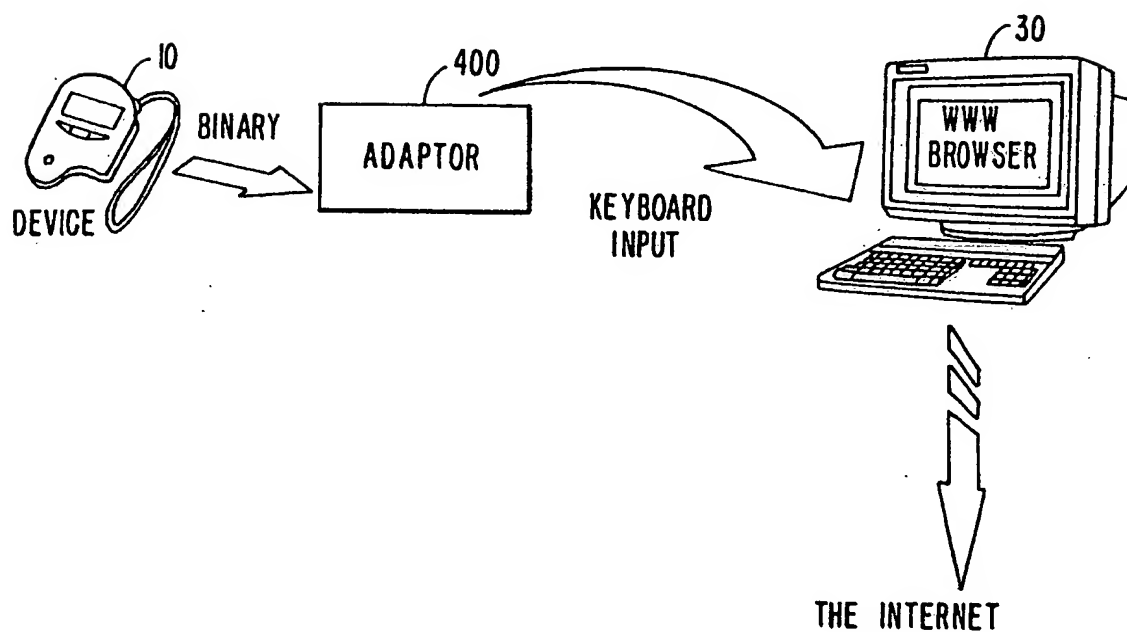 10
400
30
BINARY
WWW
BROWSER
ADAPTOR
DEVICE
KEYBOARD
INPUT
THE INTERNET